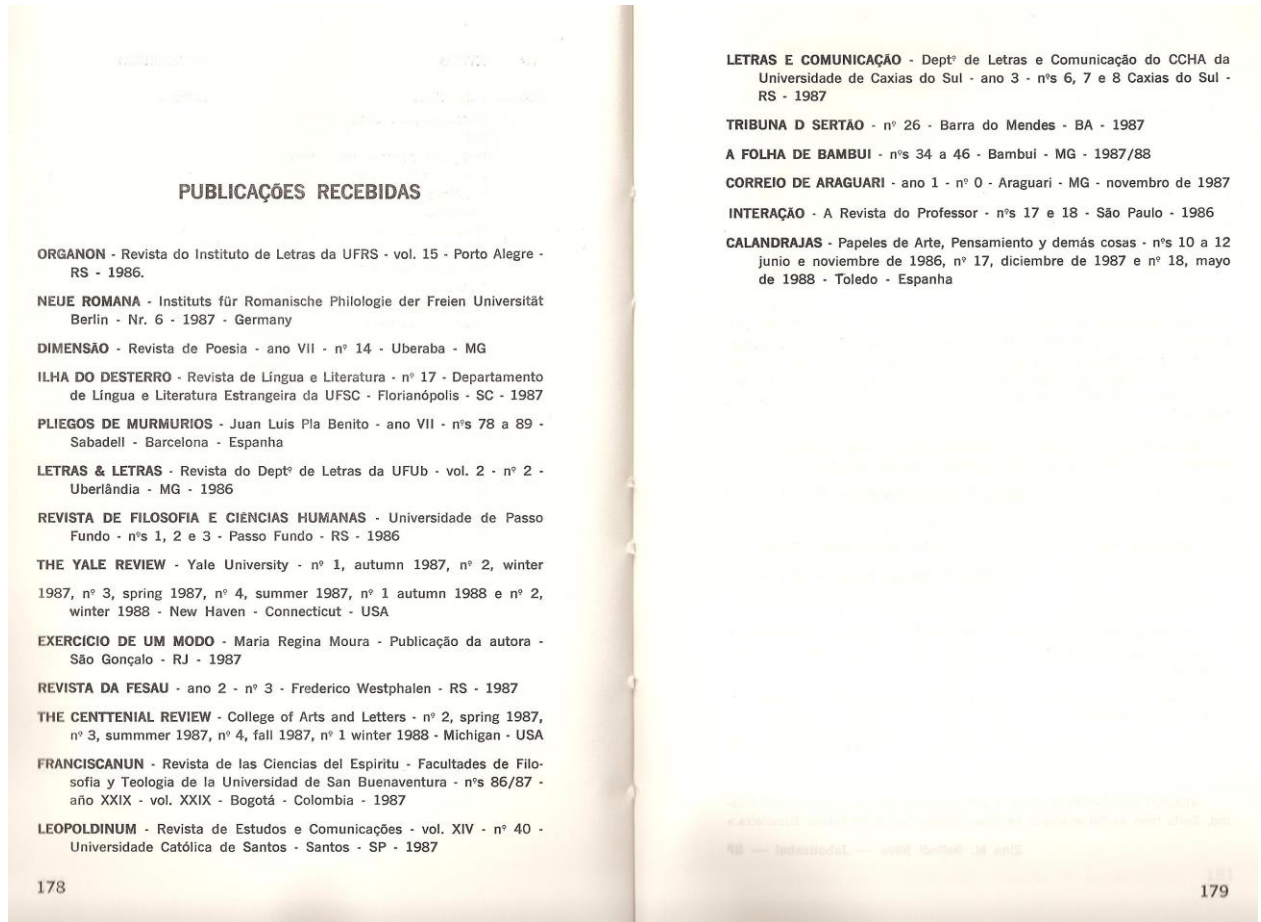 PUBLICAÇÕES RECEBIDAS
ORGANON - Revista do Instituto de Letras da UFRS - vol. 15 - Porto Alegre -
RS - 1986.
NEUE ROMANA - Instituts für Romanische Philologie der Freien Universität
Berlin - Nr. 6 - 1987 - Germany
DIMENSÃO - Revista de Poesia - ano VII - nº 14 - Uberaba - MG
ILHA DO DESTERRO - Revista de Língua e Literatura - nº 17 - Departamento
de Língua e Literatura Estrangeira da UFSC - Florianópolis - SC - 1987
PLIEGOS DE MURMURIOS - Juan Luis Pla Benito - ano VII - nºs 78 a 89 -
Sabadell - Barcelona - Espanha
LETRAS & LETRAS - Revista do Deptº de Letras da UFUb - vol. 2 - nº 2 -
Uberlândia - MG - 1986
REVISTA DE FILOSOFIA E CIÊNCIAS HUMANAS - Universidade de Passo
Fundo - nºs 1, 2 e 3 - Passo Fundo - RS - 1986
THE YALE REVIEW - Yale University - nº 1, autumn 1987, nº 2, winter
1987, nº 3, spring 1987, nº 4, summer 1987, nº 1 autumn 1988 e nº 2,
winter 1988 - New Haven - Connecticut - USA
EXERCÍCIO DE UM MODO - Maria Regina Moura - Publicação da autora -
São Gonçalo - RJ - 1987
REVISTA DA FESAU - ano 2 - nº 3 - Frederico Westphalen - RS - 1987
THE CENTTENIAL REVIEW - College of Arts and Letters - nº 2, spring 1987,
nº 3, summmer 1987, nº 4, fall 1987, nº 1 winter 1988 - Michigan - USA
FRANCISCANUN - Revista de las Ciencias del Espiritu - Facultades de Filo-
sofia y Teologia de la Universidad de San Buenaventura - nºs 86/87 -
año XXIX - vol. XXIX - Bogotá - Colombia - 1987
LEOPOLDINUM - Revista de Estudos e Comunicações - vol. XIV - nº 40 -
Universidade Católica de Santos - Santos - SP - 1987
178
LETRAS E COMUNICAÇÃO - Deptº de Letras e Comunicação do CCHA da
Universidade de Caxias do Sul - ano 3 - nºs 6, 7 e 8 Caxias do Sul -
RS - 1987
TRIBUNA D SERTÃO - nº 26 - Barra do Mendes - BA - 1987
A FOLHA DE BAMBUI - nºs 34 a 46 - Bambui - MG - 1987/88
CORREIO DE ARAGUARI - ano 1 - nº 0 - Araguari - MG - novembro de 1987
INTERAÇÃO - A Revista do Professor - nºs 17 e 18 - São Paulo - 1986
CALANDRAJAS - Papeles de Arte, Pensamiento y demás cosas - nºs 10 a 12
junio e noviembre de 1986, nº 17, diciembre de 1987 e nº 18, mayo
de 1988 - Toledo - Espanha
179